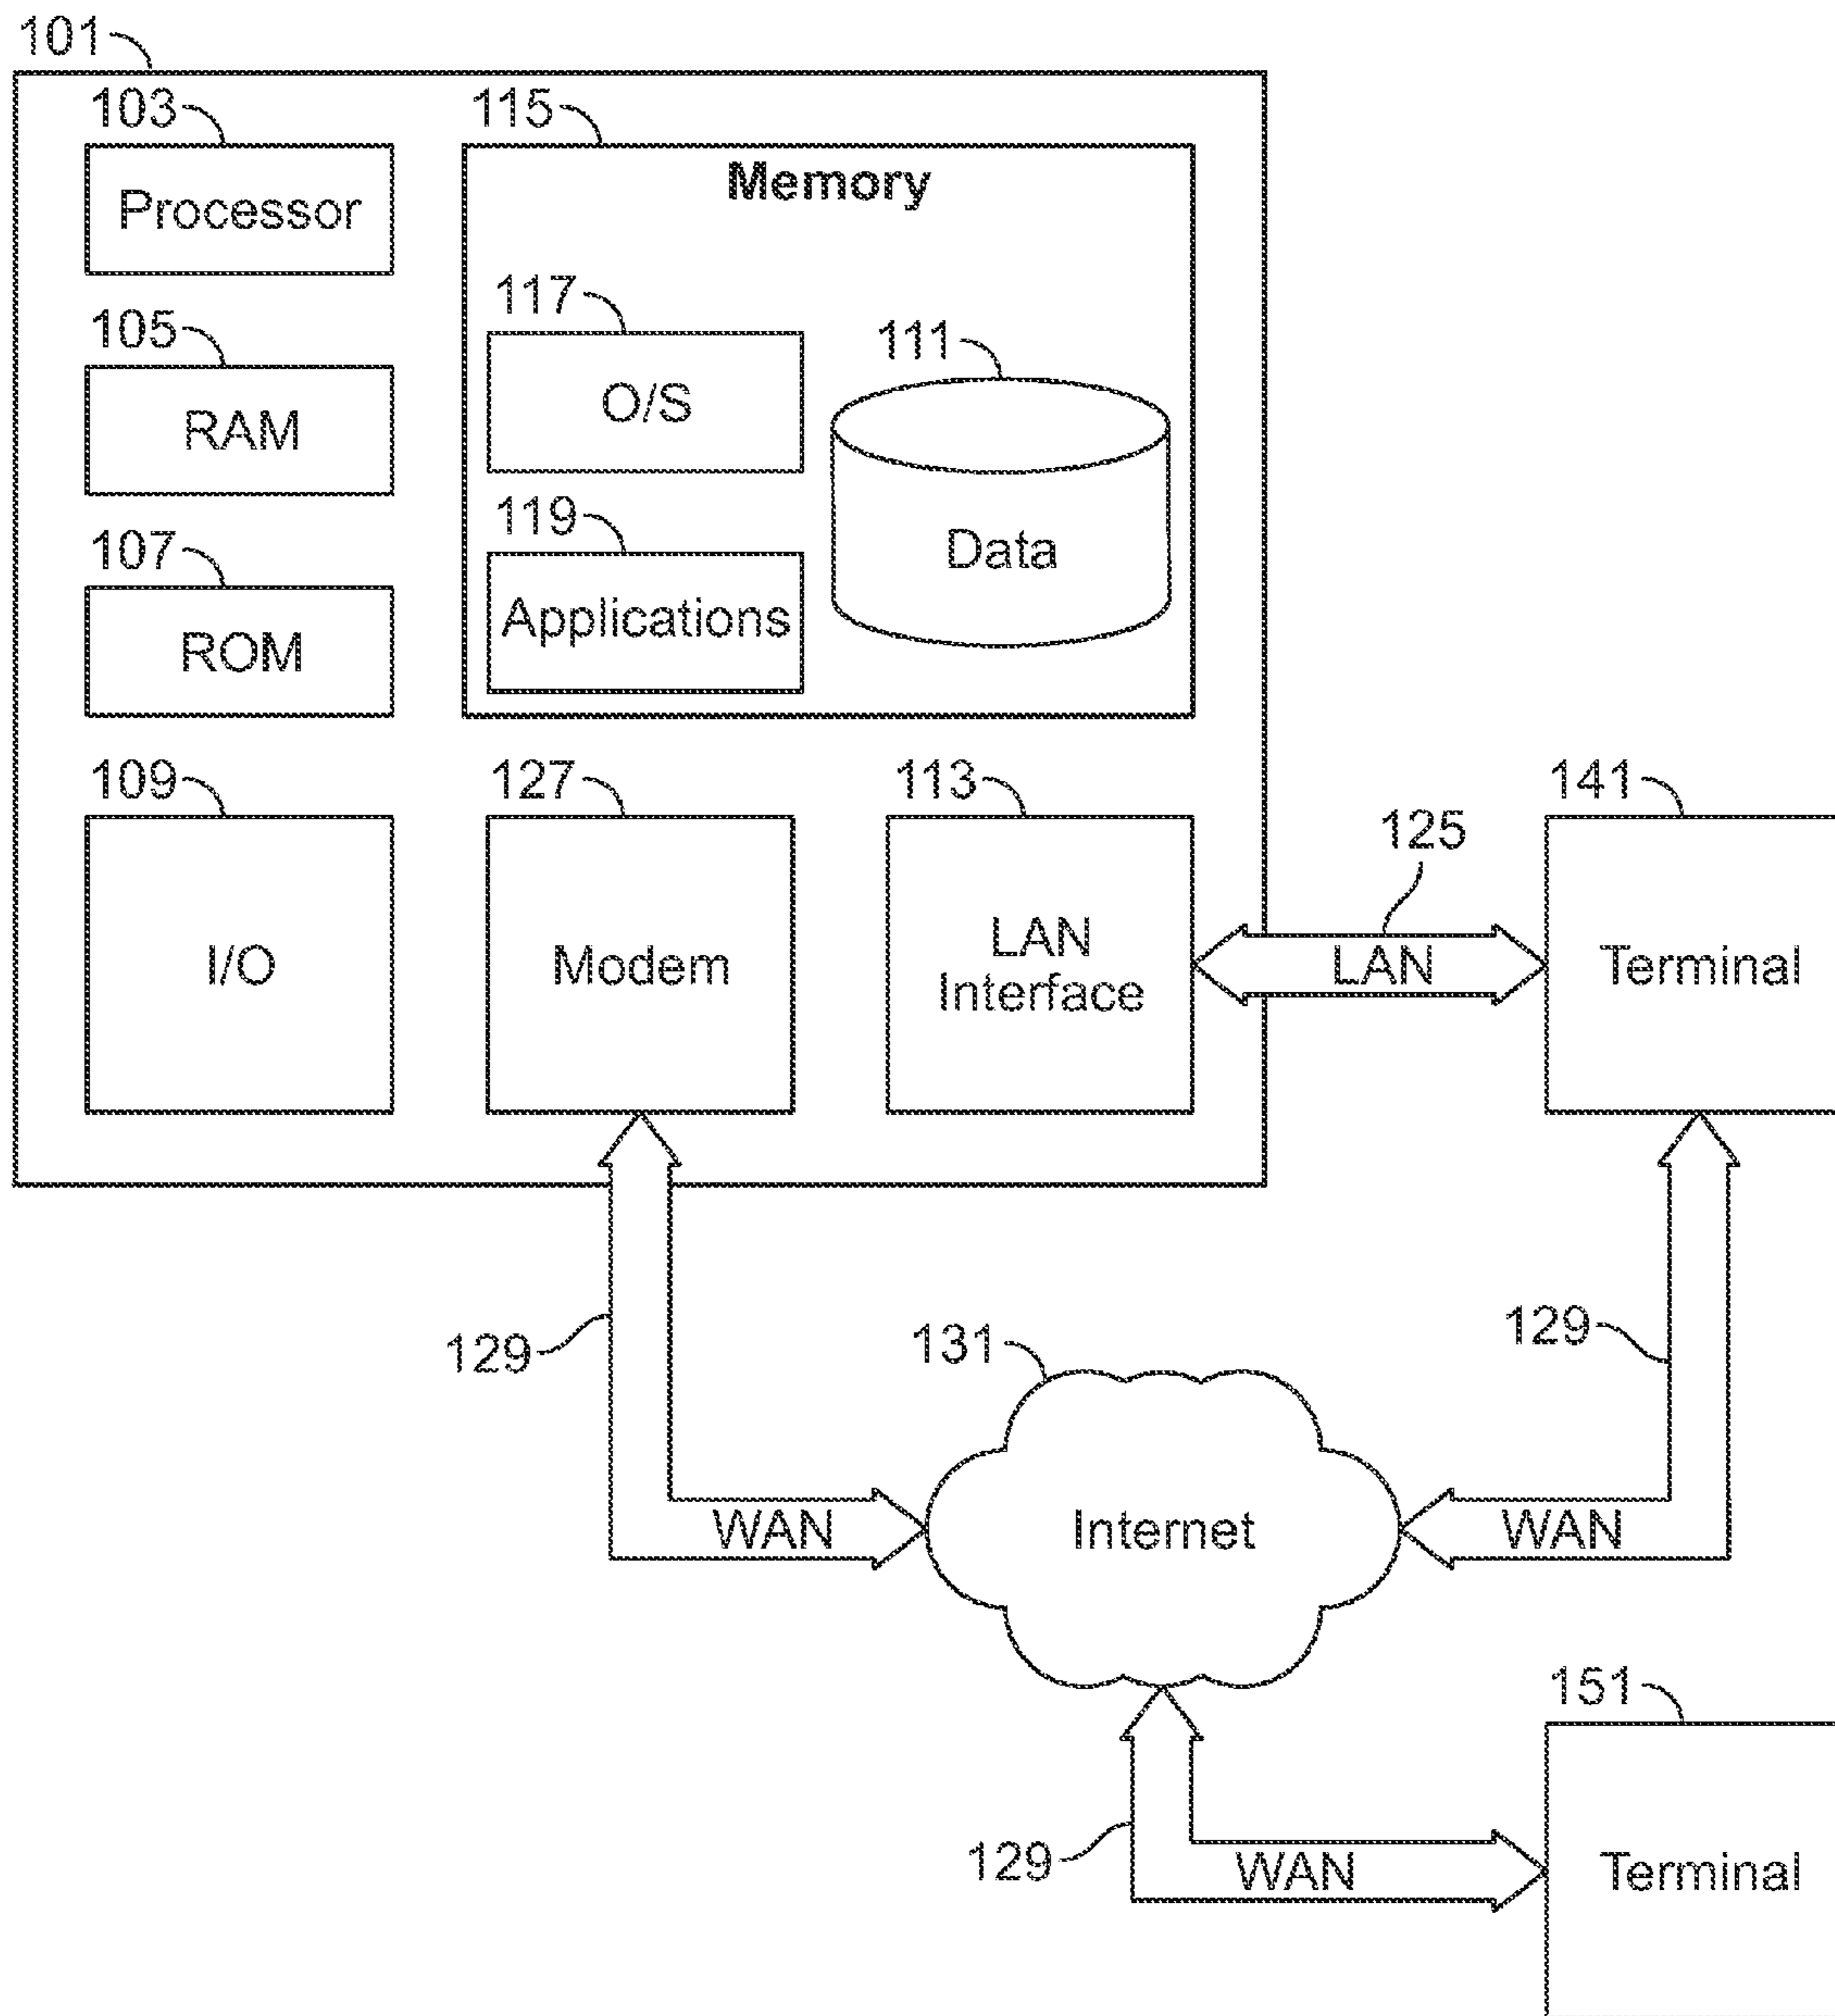 101
103
115
Processor
Memory
117
105
111
O/S
RAM
119
107
Data
Applications
ROM
109
127
113
141
125
I/O
Modem
LAN
Interface
LAN
Terminal
129
131
129
WAN
Internet
WAN
151
129
WAN
Terminal